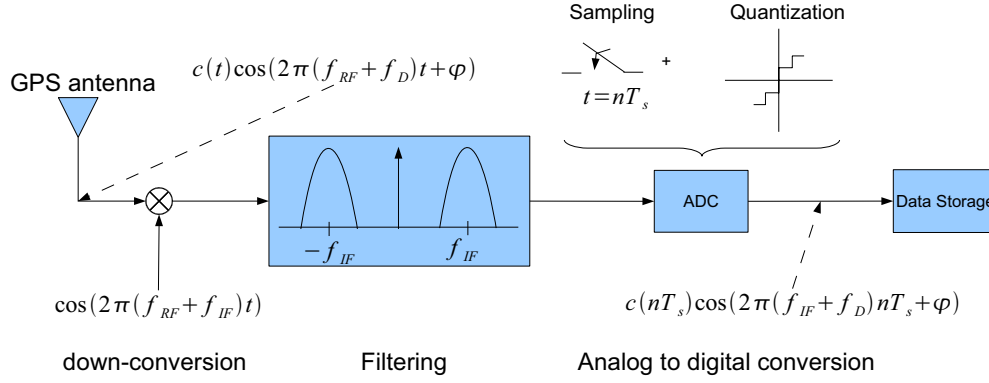 Sampling
Quantization
c(t)cos(2π(f_RF+f_D)t+φ)
GPS antenna
+
t=nT_s
ADC
Data Storage
−f_IF
f_IF
cos(2π(f_RF+f_IF)t)
c(nT_s)cos(2π(f_IF+f_D)nT_s+φ)
down-conversion
Filtering
Analog to digital conversion